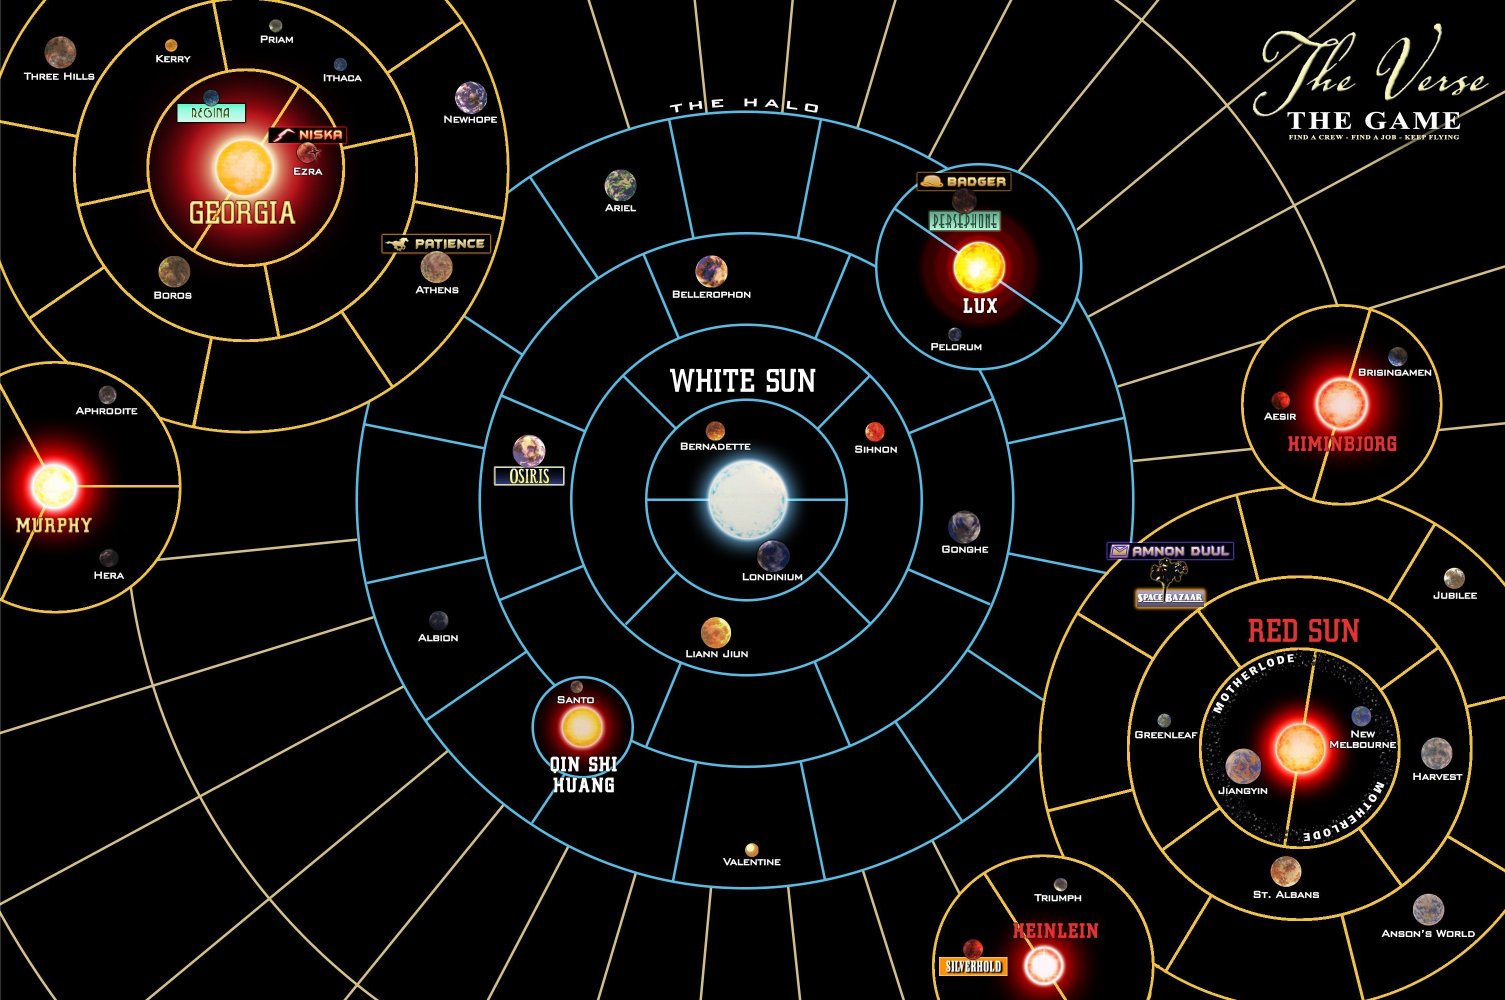 The Verse
THE GAME
FIND A CREW - FIND A JOB - KEEP FLYING
THE HALO
THREE HILLS
KERRY
PRIAM
ITHACA
REGINA
NISKA
EZRA
GEORGIA
NEWHOPE
PATIENCE
ATHENS
BOROS
ARIEL
BELLEROPHON
BADGER
PERSEPHONE
LUX
PELORUM
APHRODITE
MURPHY
HERA
WHITE SUN
BERNADETTE
SIHNON
OSIRIS
GONGHE
LONDINIUM
LIANN JIUN
ALBION
SANTO
QIN SHI
HUANG
VALENTINE
BRISINGAMEN
AESIR
HIMINBJORG
AMNON DUUL
SPACE BAZAAR
JUBILEE
RED SUN
MOTHERLODE
GREENLEAF
NEW
MELBOURNE
JIANGYIN
HARVEST
MOTHERLODE
ST. ALBANS
ANSON'S WORLD
TRIUMPH
HEINLEIN
SILVERHOLD